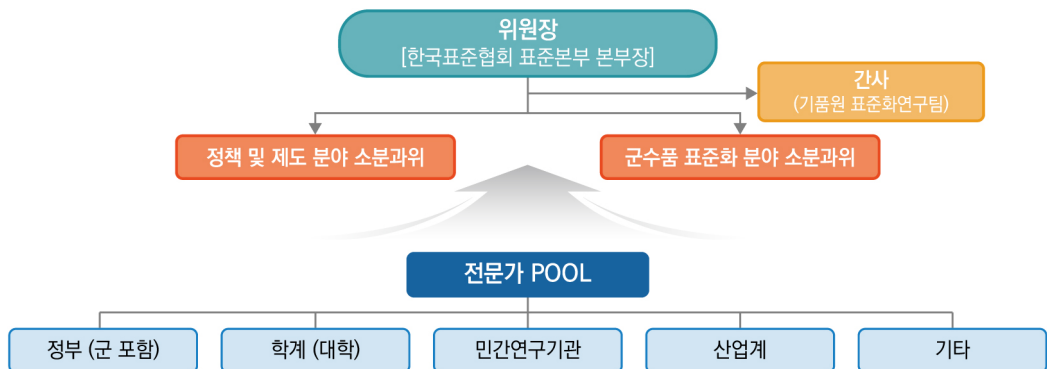 위원장
[한국표준협회 표준본부 본부장]
간사
(기품원 표준화연구팀)
정책 및 제도 분야 소분과위
군수품 표준화 분야 소분과위
전문가 POOL
정부 (군 포함)
학계 (대학)
민간연구기관
산업계
기타